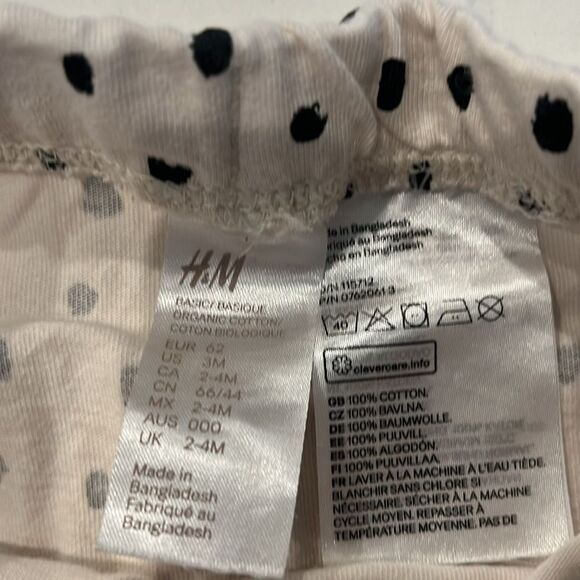 H&M
BASIC/ BASIQUE
ORGANIC COTTON/
COTON BIOLOGIQUE
EUR 62
US 3M
CA 2-4M
CN 66/44
MX 2-4M
AUS 000
UK 2-4M
Made in
Bangladesh
Fabriqué au
Bangladesh
in Bangladesh
au Bangladesh
en Bangladesh
O/N 115712
P/N 0762061-3
40
clevercare.info
GB 100% COTTON.
CZ 100% BAVLNA.
DE 100% BAUMWOLLE.
EE 100% PUUVILL.
ES 100% ALGODÓN.
FI 100% PUUVILLAA.
FR LAVER À LA MACHINE À L'EAU TIÈDE.
BLANCHIR SANS CHLORE SI
NÉCESSAIRE. SÉCHER À LA MACHINE
CYCLE MOYEN. REPASSER À
TEMPÉRATURE MOYENNE. PAS DE